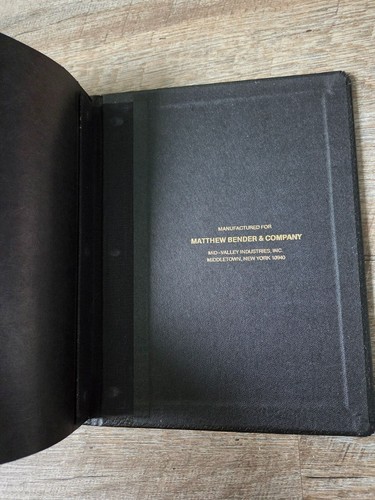 MANUFACTURED FOR
MATTHEW BENDER & COMPANY
MID-VALLEY INDUSTRIES, INC.
MIDDLETOWN, NEW YORK 10940